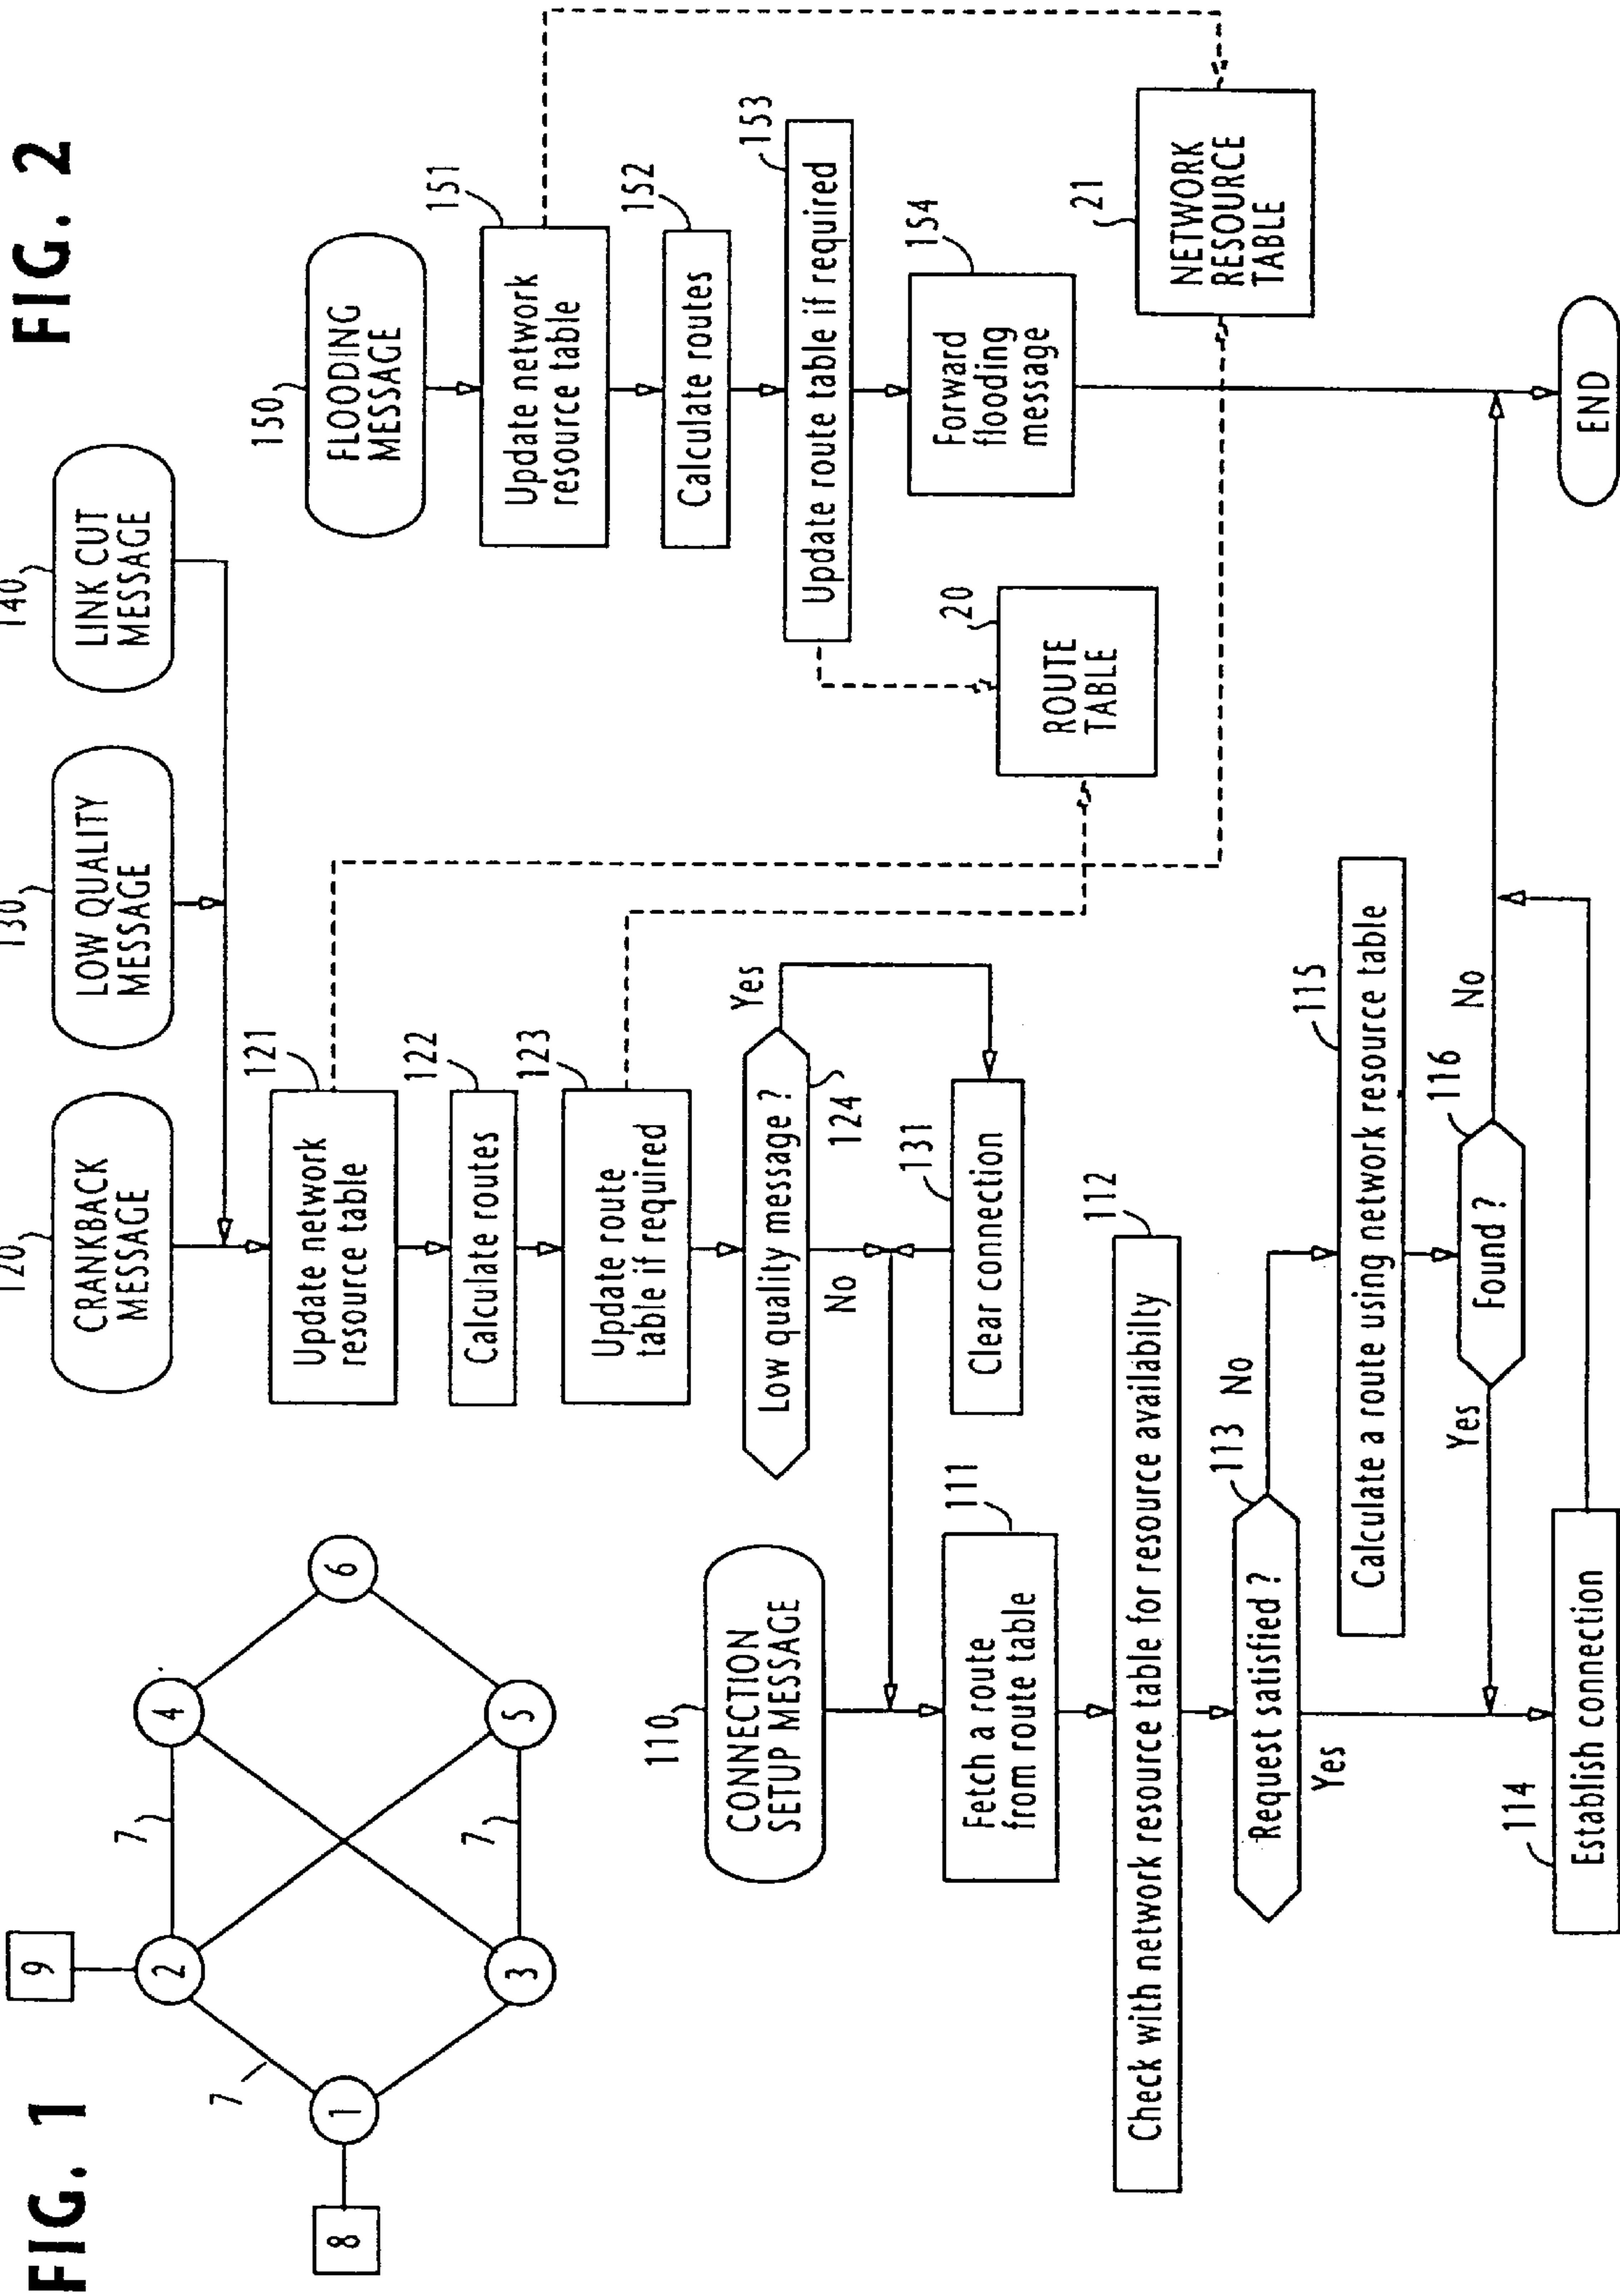 FIG. 1
8
9
1
2
3
4
5
6
7
7
7
FIG. 2
120
CRANKBACK
MESSAGE
130
LOW QUALITY
MESSAGE
140
LINK CUT
MESSAGE
121
Update network
resource table
122
Calculate routes
123
Update route
table if required
Low quality message ?
124
Yes
No
131
Clear connection
110
CONNECTION
SETUP MESSAGE
111
Fetch a route
from route table
112
Check with network resource table for resource availabilty
113
Request satisfied ?
No
Yes
115
Calculate a route using network resource table
116
Found ?
Yes
No
114
Establish connection
150
FLOODING
MESSAGE
151
Update network
resource table
152
Calculate routes
153
Update route table if required
154
Forward
flooding
message
20
ROUTE
TABLE
21
NETWORK
RESOURCE
TABLE
END